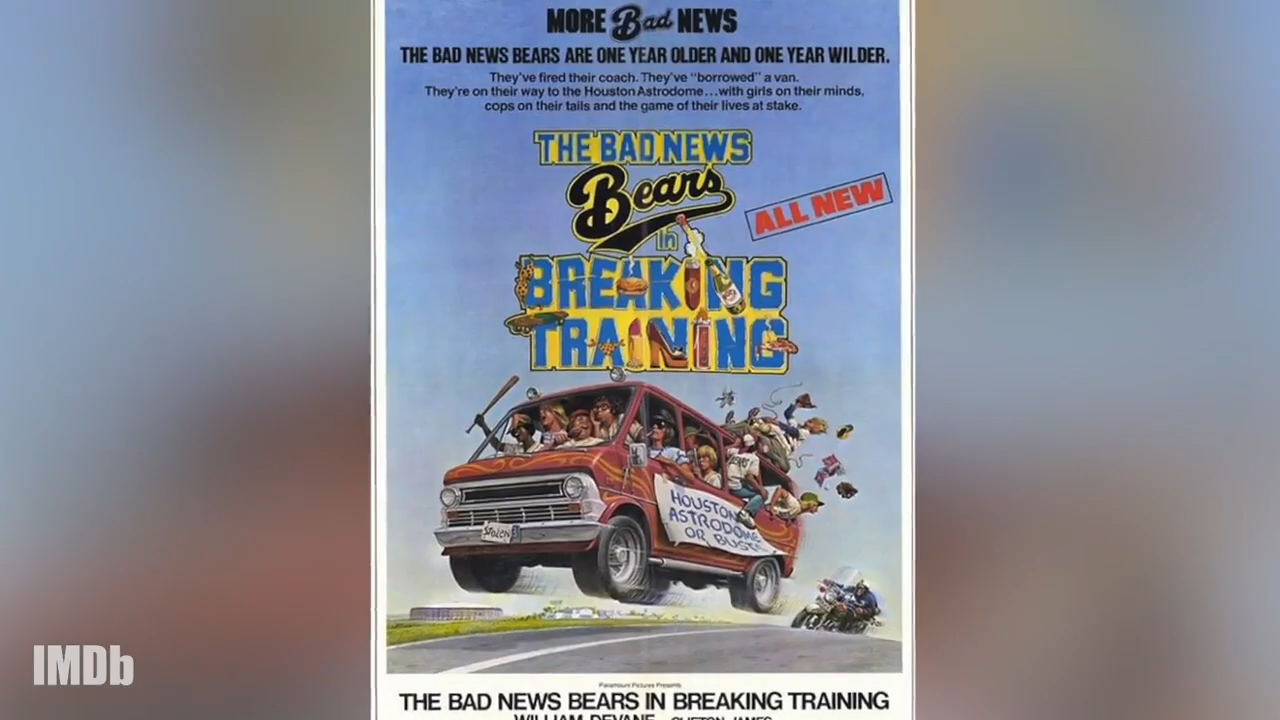 MORE Bad NEWS
THE BAD NEWS BEARS ARE ONE YEAR OLDER AND ONE YEAR WILDER.
They've fired their coach. They've "borrowed" a van.
They're on their way to the Houston Astrodome...with girls on their minds,
cops on their tails and the game of their lives at stake.
THE BAD NEWS
Bears
in
ALL NEW
BREAKING
TRAINING
HOUSTON
ASTRODOME
OR BUST
STOLEN
IMDb
Paramount Pictures Presents
THE BAD NEWS BEARS IN BREAKING TRAINING
WILLIAM DEVANE CLIFTON JAMES